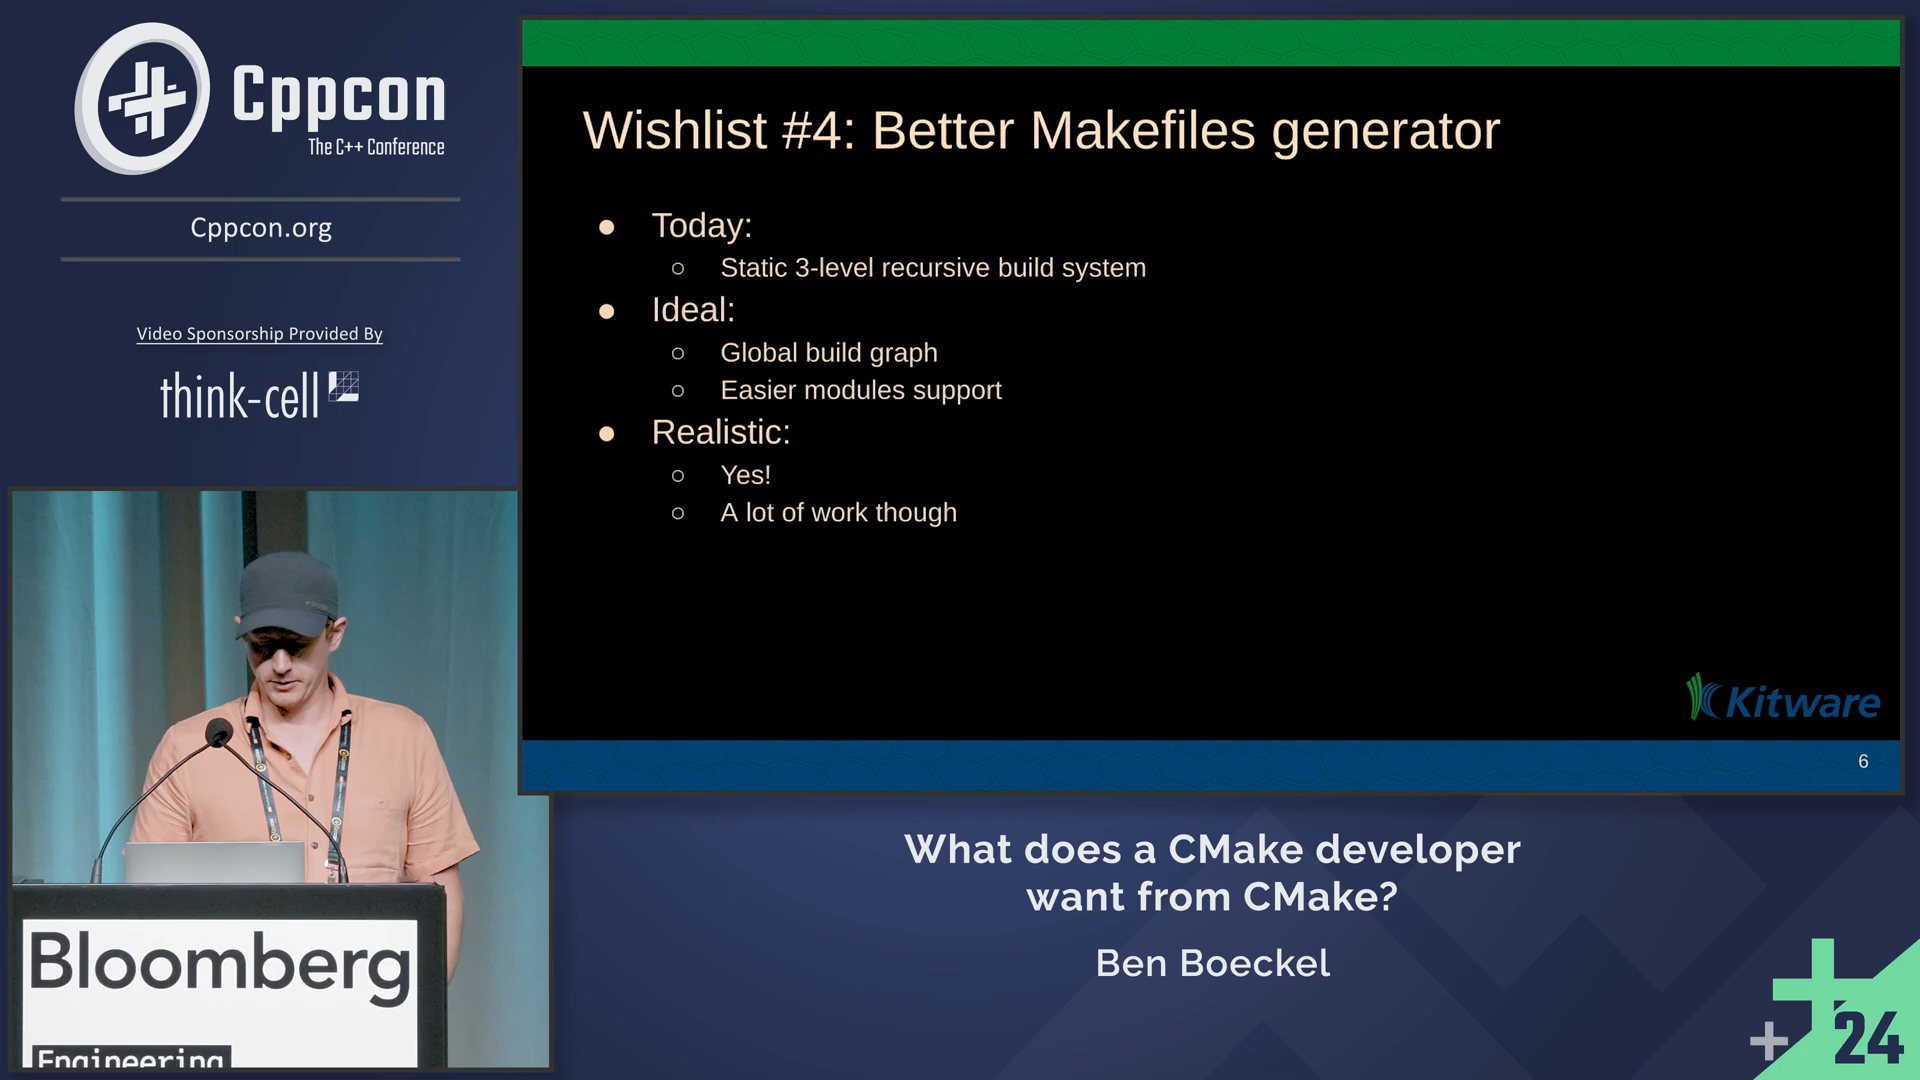 Cppcon
The C++ Conference
Cppcon.org
Video Sponsorship Provided By
think-cell
Wishlist #4: Better Makefiles generator
● Today:
○ Static 3-level recursive build system
● Ideal:
○ Global build graph
○ Easier modules support
● Realistic:
○ Yes!
○ A lot of work though
Kitware
6
Bloomberg
Engineering
What does a CMake developer
want from CMake?
Ben Boeckel
24